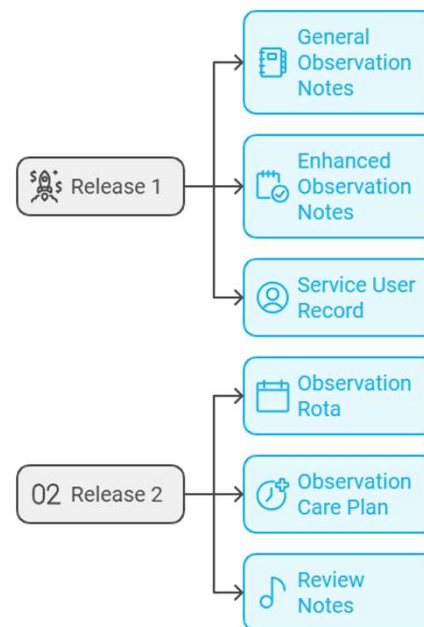 General
Observation
Notes
Enhanced
Observation
Notes
Release 1
Service User
Record
Observation
Rota
Observation
Care Plan
02 Release 2
Review
Notes